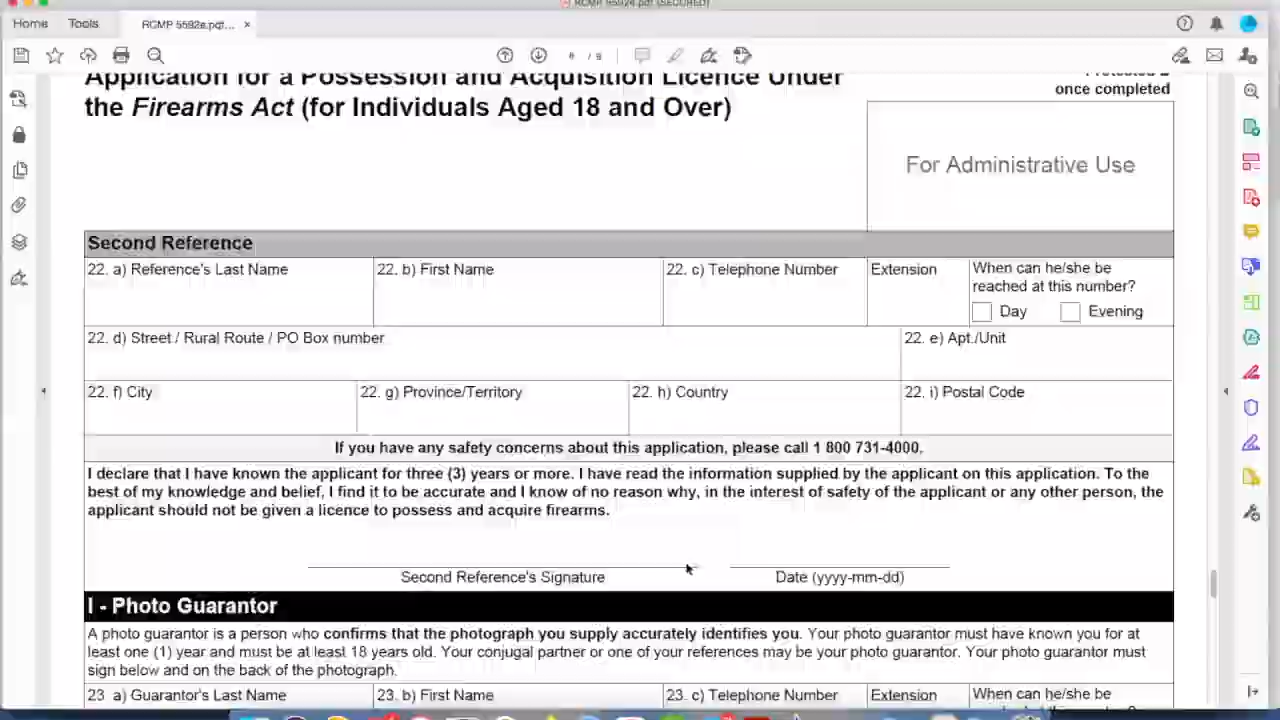 RCMP 5592e.pdf (SECURED)
Home
Tools
RCMP 5592e.pdf... ×
Application for a Possession and Acquisition Licence Under
the Firearms Act (for Individuals Aged 18 and Over)
once completed
For Administrative Use
Second Reference
22. a) Reference's Last Name
22. b) First Name
22. c) Telephone Number
Extension
When can he/she be
reached at this number?
Day
Evening
22. d) Street / Rural Route / PO Box number
22. e) Apt./Unit
22. f) City
22. g) Province/Territory
22. h) Country
22. i) Postal Code
If you have any safety concerns about this application, please call 1 800 731-4000.
I declare that I have known the applicant for three (3) years or more. I have read the information supplied by the applicant on this application. To the
best of my knowledge and belief, I find it to be accurate and I know of no reason why, in the interest of safety of the applicant or any other person, the
applicant should not be given a licence to possess and acquire firearms.
Second Reference's Signature
Date (yyyy-mm-dd)
I - Photo Guarantor
A photo guarantor is a person who confirms that the photograph you supply accurately identifies you. Your photo guarantor must have known you for at
least one (1) year and must be at least 18 years old. Your conjugal partner or one of your references may be your photo guarantor. Your photo guarantor must
sign below and on the back of the photograph.
23 a) Guarantor's Last Name
23. b) First Name
23. c) Telephone Number
Extension
When can he/she be